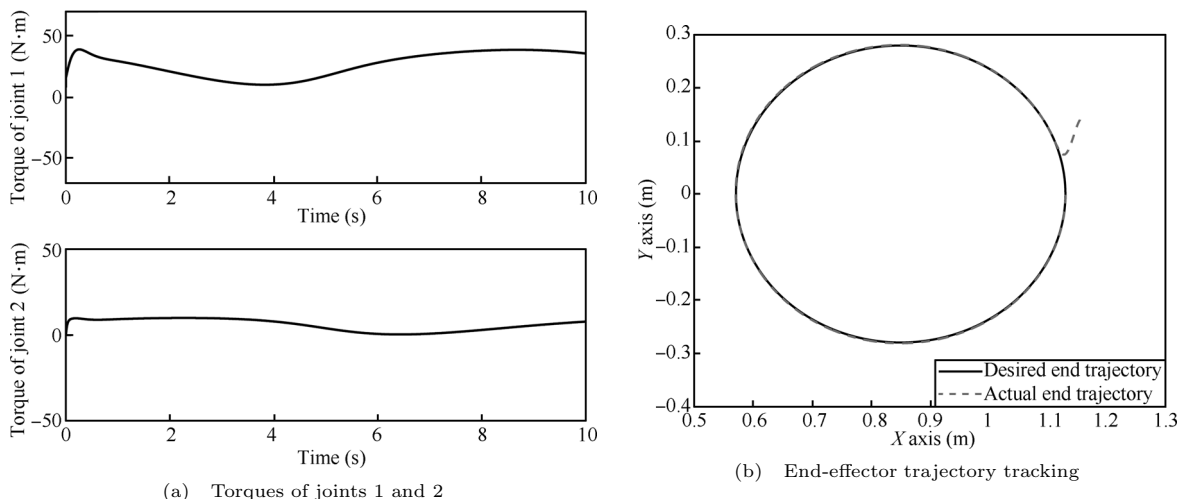 Torque of joint 1 (N·m)
50
0
−50
0 2 4 6 8 10
Time (s)
Torque of joint 2 (N·m)
50
0
−50
0 2 4 6 8 10
Time (s)
(a) Torques of joints 1 and 2
Y axis (m)
0.3
0.2
0.1
0
−0.1
−0.2
−0.3
−0.4
Desired end trajectory
Actual end trajectory
0.5 0.6 0.7 0.8 0.9 1 1.1 1.2 1.3
X axis (m)
(b) End-effector trajectory tracking